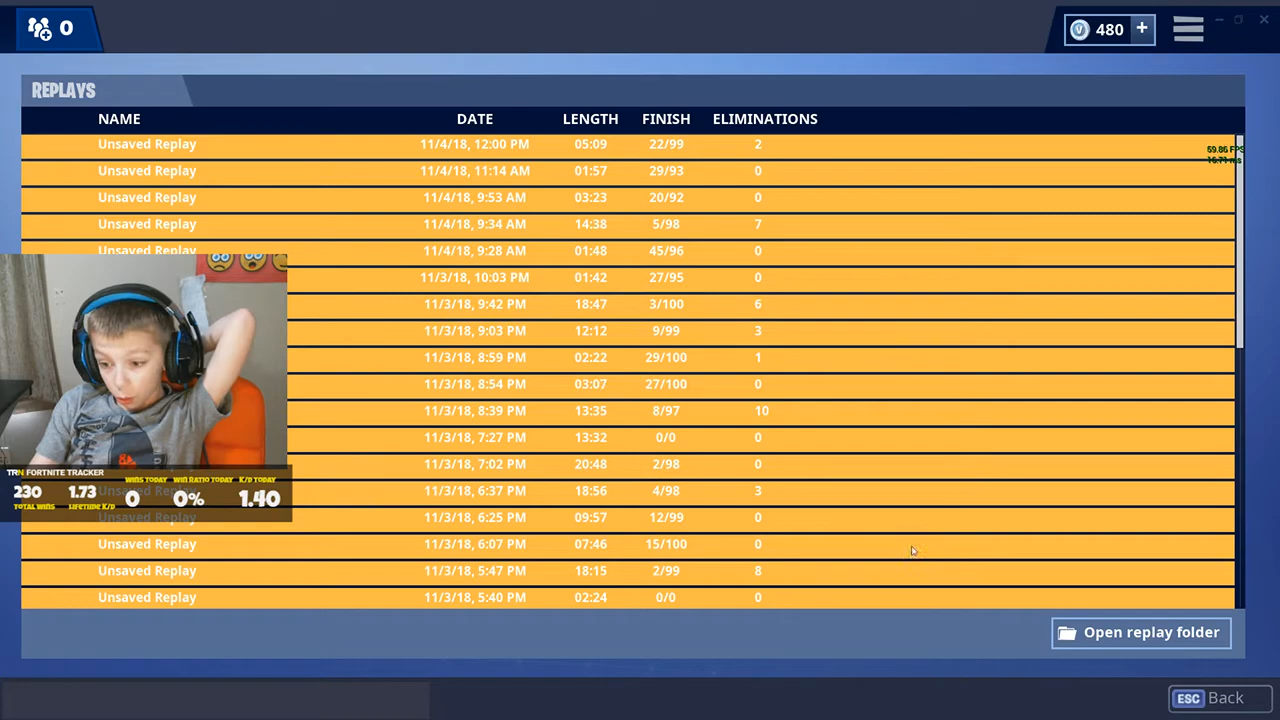 0
480 +
REPLAYS
NAME DATE LENGTH FINISH ELIMINATIONS
Unsaved Replay 11/4/18, 12:00 PM 05:09 22/99 2
59.86 FPS
16.71 ms
Unsaved Replay 11/4/18, 11:14 AM 01:57 29/93 0
Unsaved Replay 11/4/18, 9:53 AM 03:23 20/92 0
Unsaved Replay 11/4/18, 9:34 AM 14:38 5/98 7
Unsaved Replay 11/4/18, 9:28 AM 01:48 45/96 0
11/3/18, 10:03 PM 01:42 27/95 0
11/3/18, 9:42 PM 18:47 3/100 6
11/3/18, 9:03 PM 12:12 9/99 3
11/3/18, 8:59 PM 02:22 29/100 1
11/3/18, 8:54 PM 03:07 27/100 0
11/3/18, 8:39 PM 13:35 8/97 10
11/3/18, 7:27 PM 13:32 0/0 0
11/3/18, 7:02 PM 20:48 2/98 0
TRN FORTNITE TRACKER
230 TOTAL WINS
1.73 LIFETIME K/D
WINS TODAY 0
WIN RATIO TODAY 0%
K/D TODAY 1.40
Unsaved Replay 11/3/18, 6:37 PM 18:56 4/98 3
Unsaved Replay 11/3/18, 6:25 PM 09:57 12/99 0
Unsaved Replay 11/3/18, 6:07 PM 07:46 15/100 0
Unsaved Replay 11/3/18, 5:47 PM 18:15 2/99 8
Unsaved Replay 11/3/18, 5:40 PM 02:24 0/0 0
Open replay folder
ESC Back